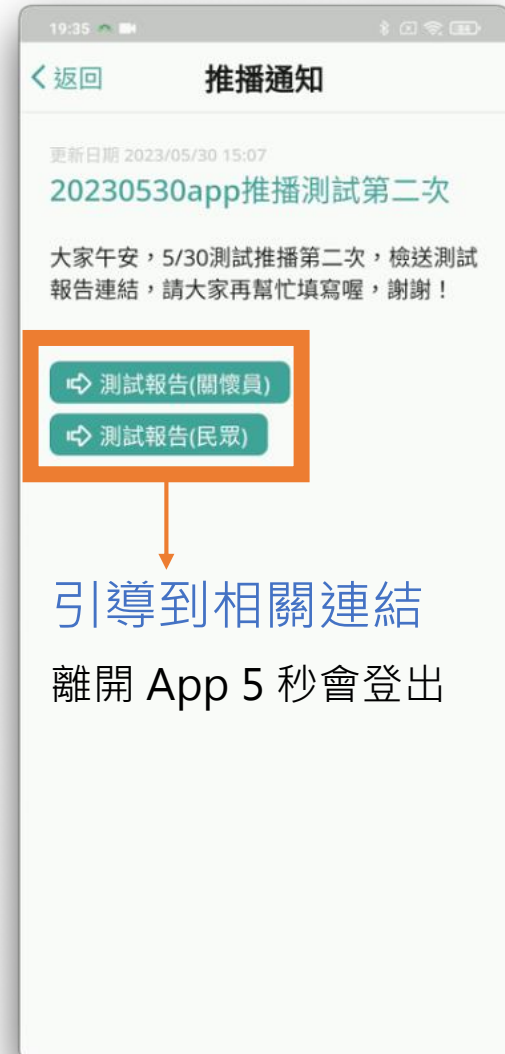 19:35
返回
推播通知
更新日期 2023/05/30 15:07
20230530app推播測試第二次
大家午安，5/30測試推播第二次，檢送測試
報告連結，請大家再幫忙填寫喔，謝謝！
測試報告(關懷員)
測試報告(民眾)
引導到相關連結
離開 App 5 秒會登出